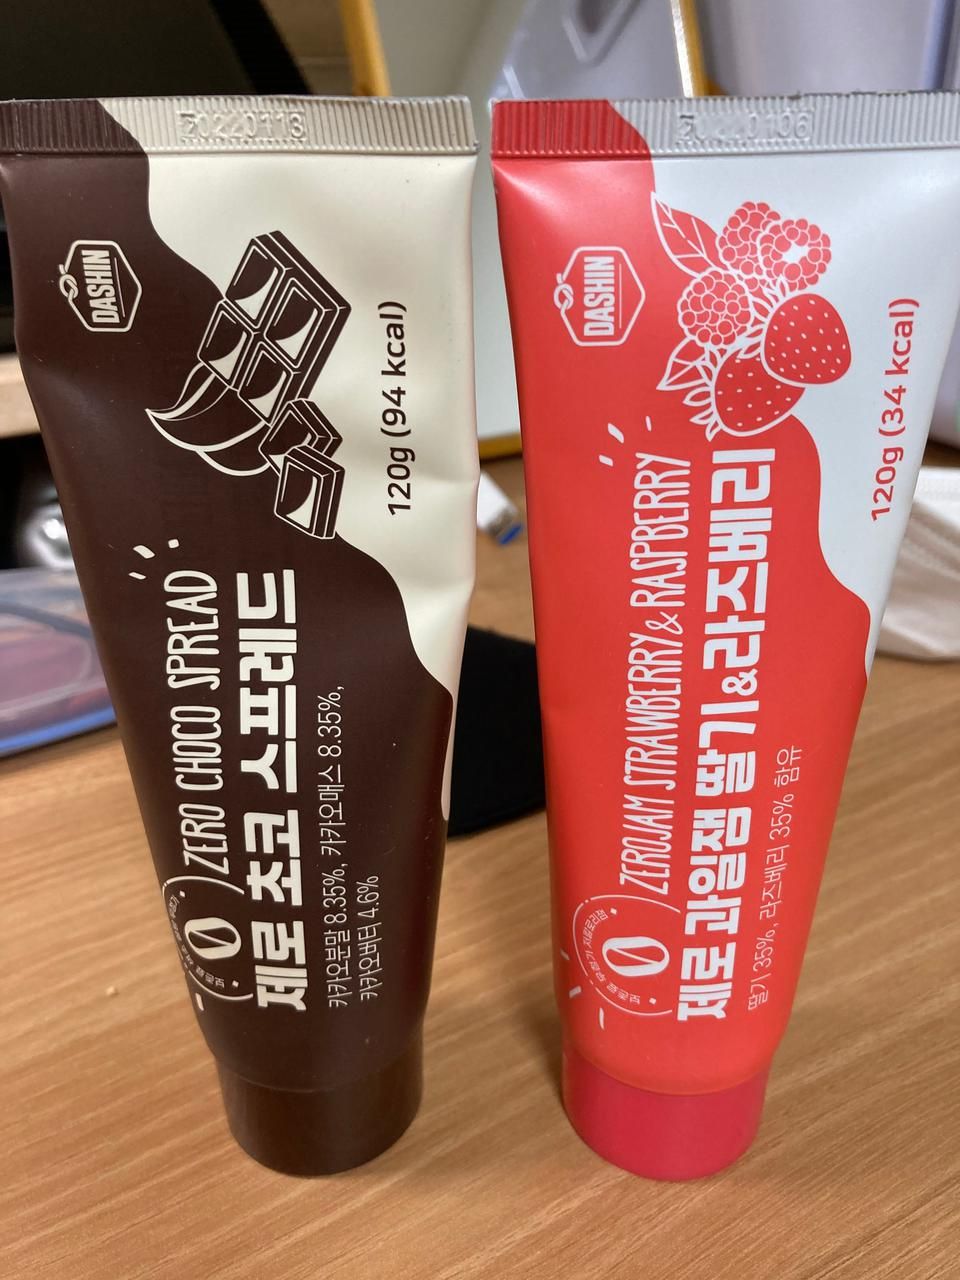 20220118
DASHIN
120g (94 kcal)
ZERO CHOCO SPREAD
제로 초코 스프레드
카카오분말 8.35%, 카카오매스 8.35%,
카카오버터 4.6%
0
20220106
DASHIN
120g (34 kcal)
ZEROJAM STRAWBERRY & RASPBERRY
제로 과일잼 딸기&라즈베리
딸기 35%, 라즈베리 35% 함유
0